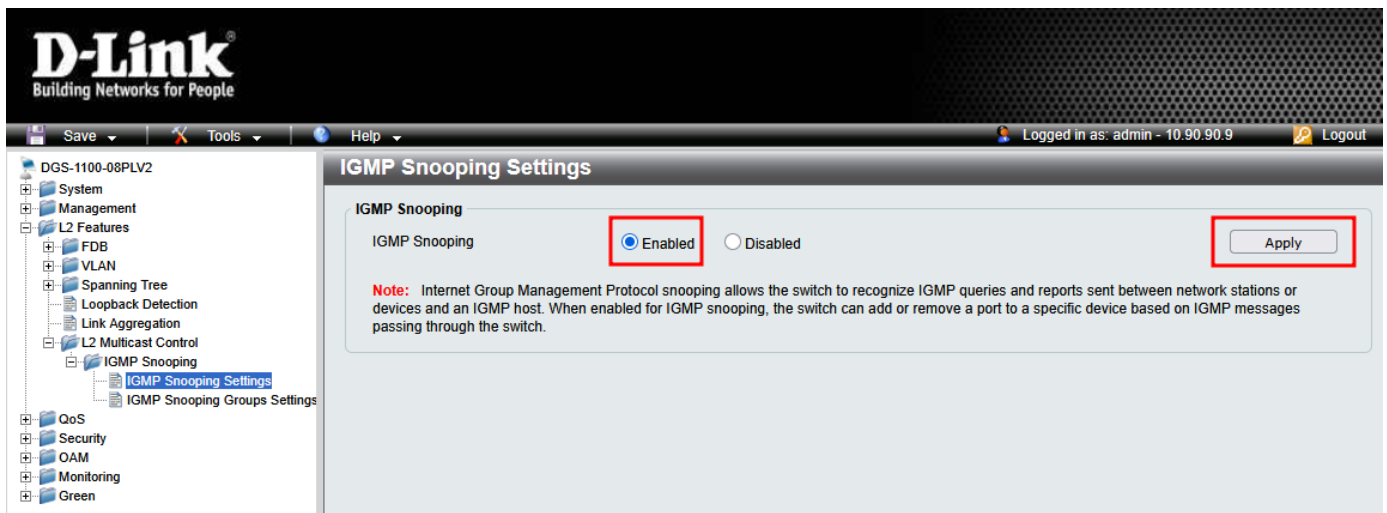 D-Link®
Building Networks for People
Save Tools Help Logged in as: admin - 10.90.90.9 Logout
DGS-1100-08PLV2
System
Management
L2 Features
FDB
VLAN
Spanning Tree
Loopback Detection
Link Aggregation
L2 Multicast Control
IGMP Snooping
IGMP Snooping Settings
IGMP Snooping Groups Settings
QoS
Security
OAM
Monitoring
Green
IGMP Snooping Settings
IGMP Snooping
IGMP Snooping Enabled Disabled Apply
Note: Internet Group Management Protocol snooping allows the switch to recognize IGMP queries and reports sent between network stations or
devices and an IGMP host. When enabled for IGMP snooping, the switch can add or remove a port to a specific device based on IGMP messages
passing through the switch.